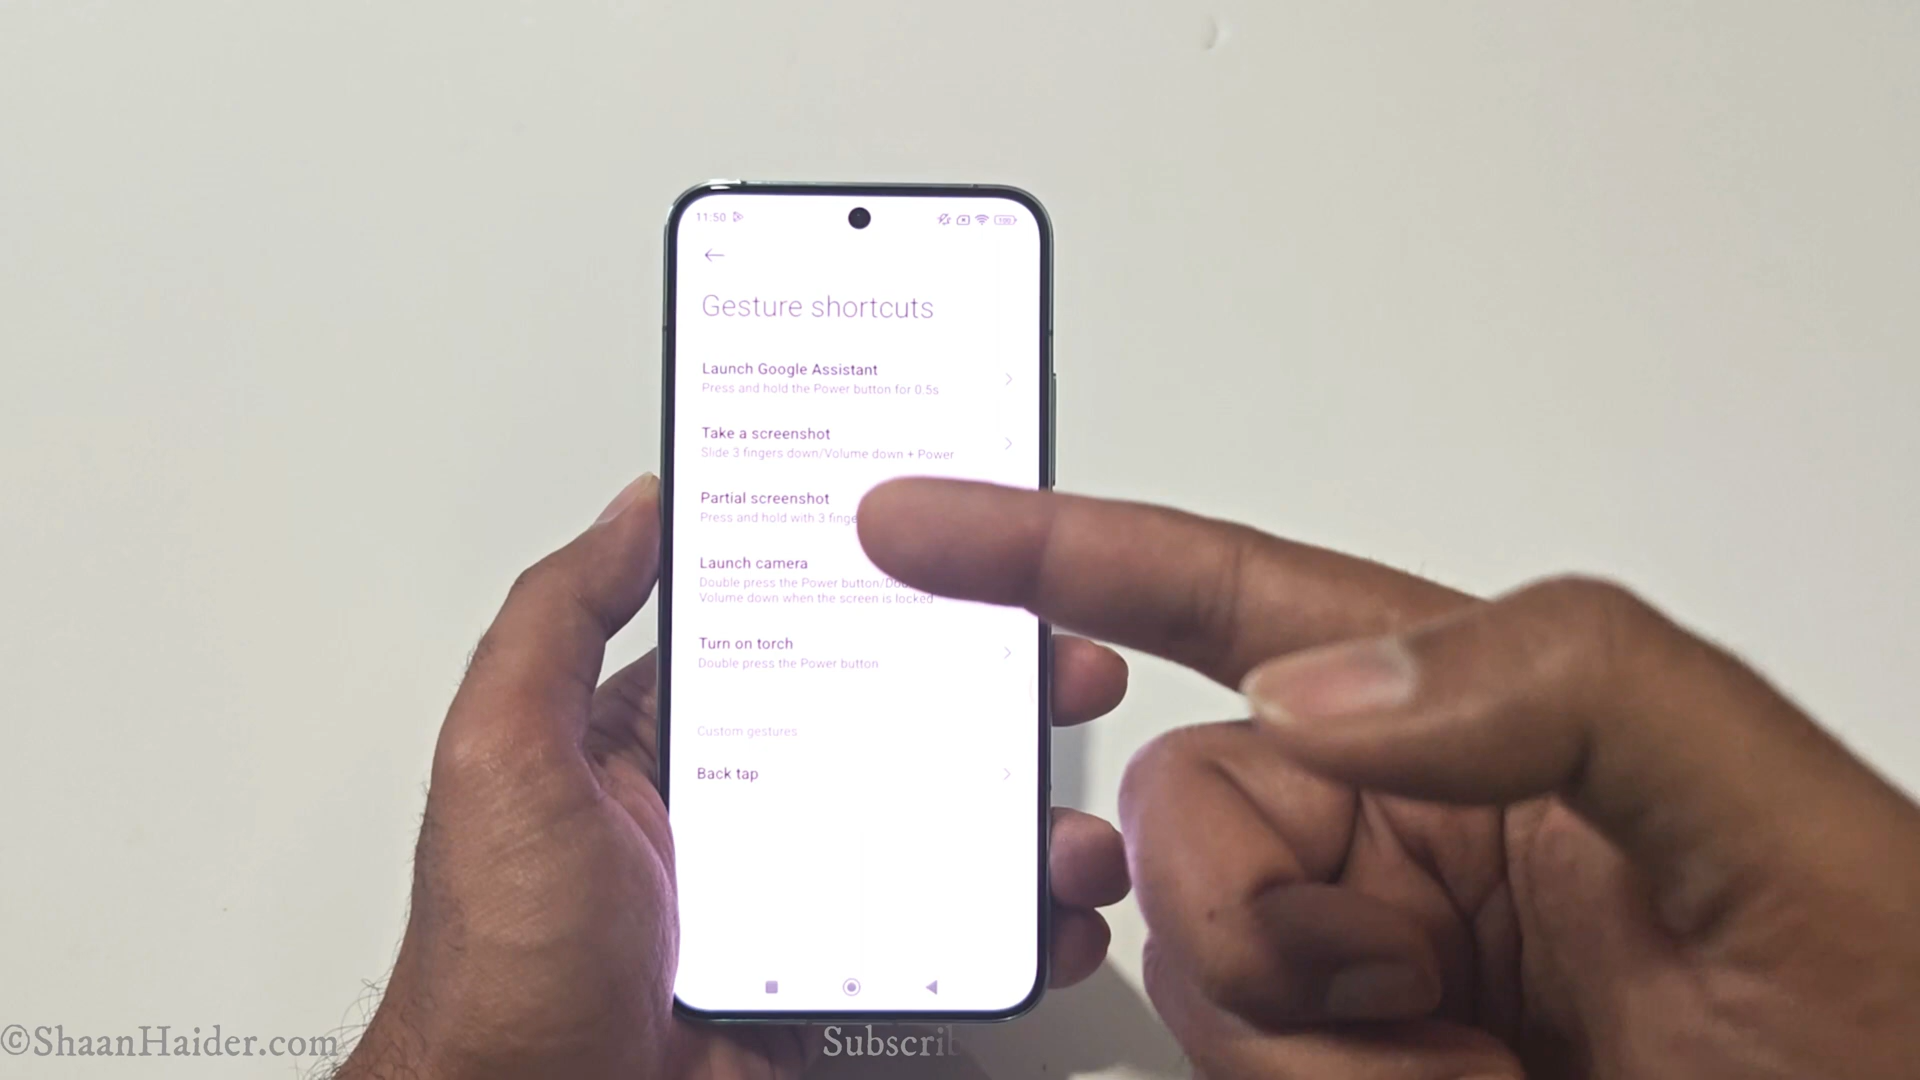 11:50
100
Gesture shortcuts
Launch Google Assistant
Press and hold the Power button for 0.5s
Take a screenshot
Slide 3 fingers down/Volume down + Power
Partial screenshot
Press and hold with 3 finge
Launch camera
Double press the Power button/Dou
Volume down when the screen is locked
Turn on torch
Double press the Power button
Custom gestures
Back tap
©ShaanHaider.com
Subscrib